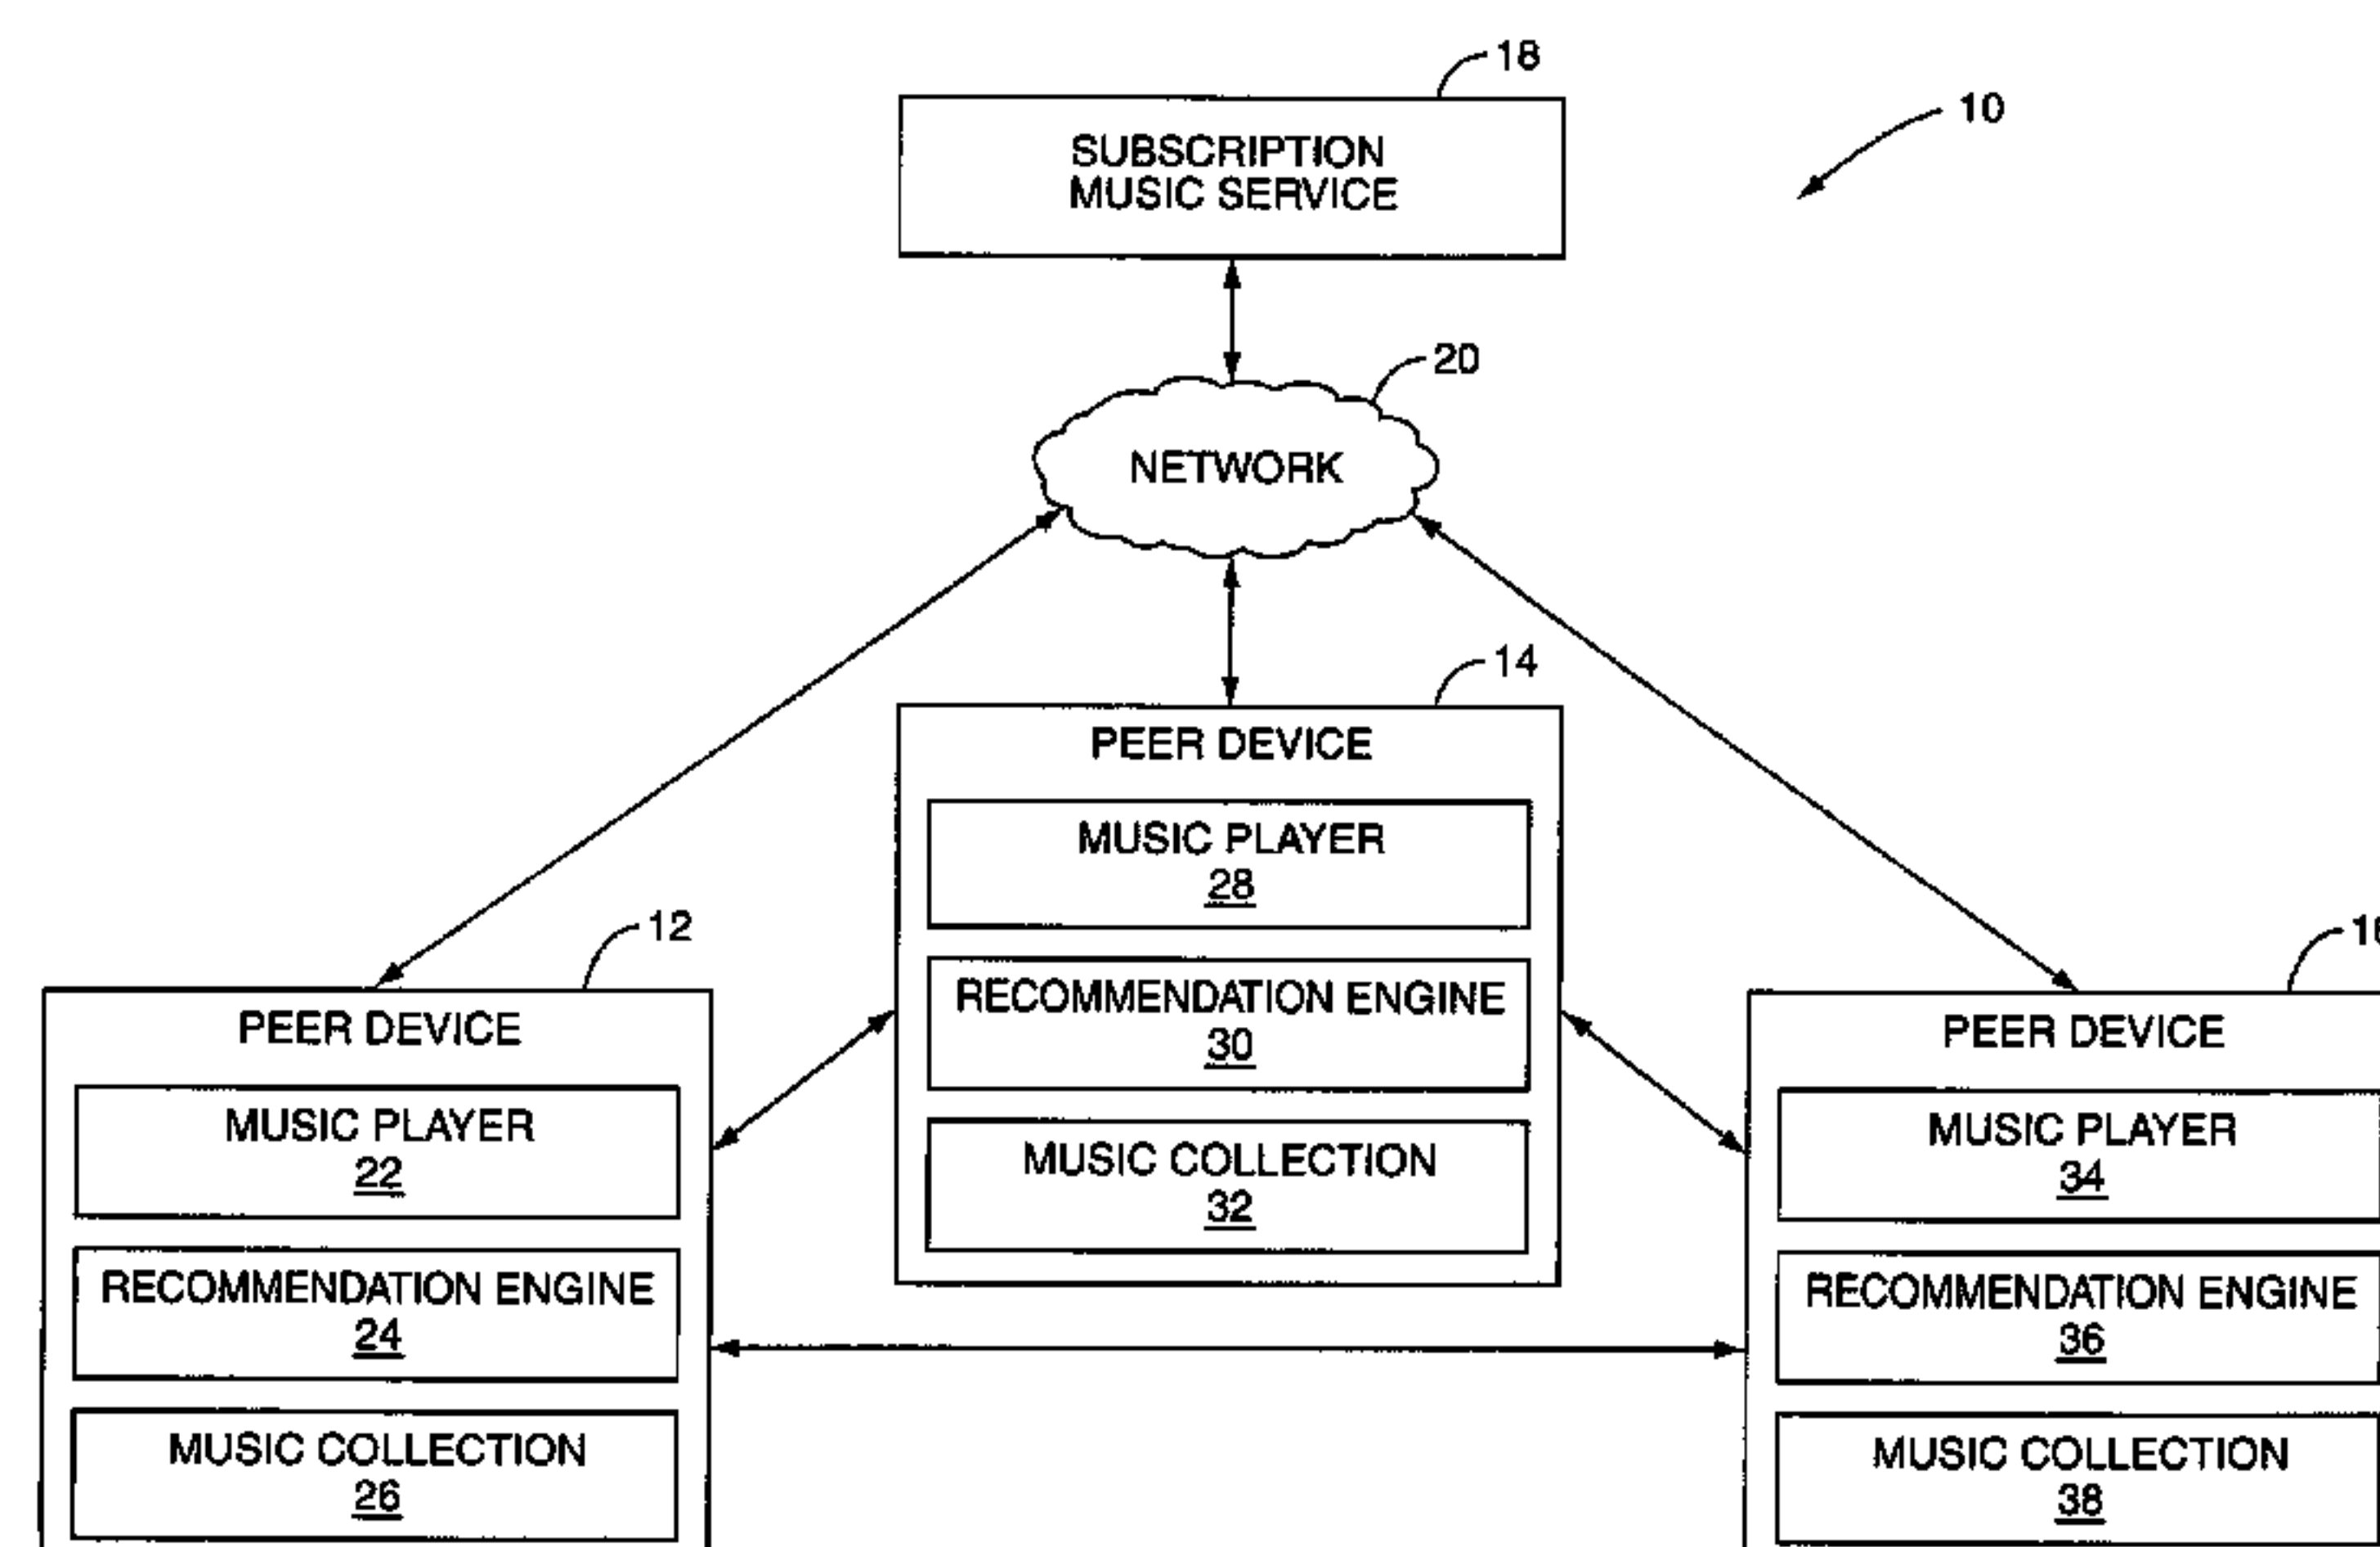 18
10
SUBSCRIPTION
MUSIC SERVICE
20
NETWORK
14
PEER DEVICE
MUSIC PLAYER
28
RECOMMENDATION ENGINE
30
MUSIC COLLECTION
32
12
PEER DEVICE
MUSIC PLAYER
22
RECOMMENDATION ENGINE
24
MUSIC COLLECTION
26
PEER DEVICE
MUSIC PLAYER
34
RECOMMENDATION ENGINE
36
MUSIC COLLECTION
38